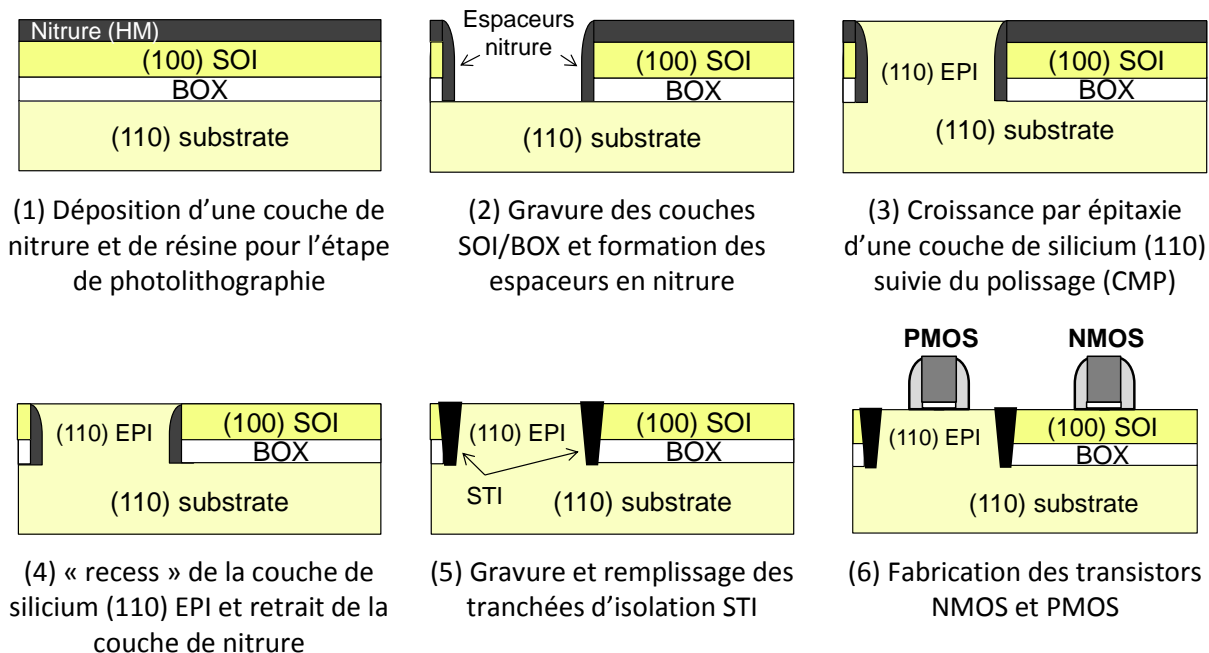 Nitrure (HM)
(100) SOI
BOX
(110) substrate
(1) Déposition d'une couche de
nitrure et de résine pour l'étape
de photolithographie
Espaceurs
nitrure
(100) SOI
BOX
(110) substrate
(2) Gravure des couches
SOI/BOX et formation des
espaceurs en nitrure
(110) EPI
(100) SOI
BOX
(110) substrate
(3) Croissance par épitaxie
d'une couche de silicium (110)
suivie du polissage (CMP)
(110) EPI
(100) SOI
BOX
(110) substrate
(4) « recess » de la couche de
silicium (110) EPI et retrait de la
couche de nitrure
(110) EPI
(100) SOI
BOX
STI
(110) substrate
(5) Gravure et remplissage des
tranchées d'isolation STI
PMOS
NMOS
(110) EPI
(100) SOI
BOX
(110) substrate
(6) Fabrication des transistors
NMOS et PMOS